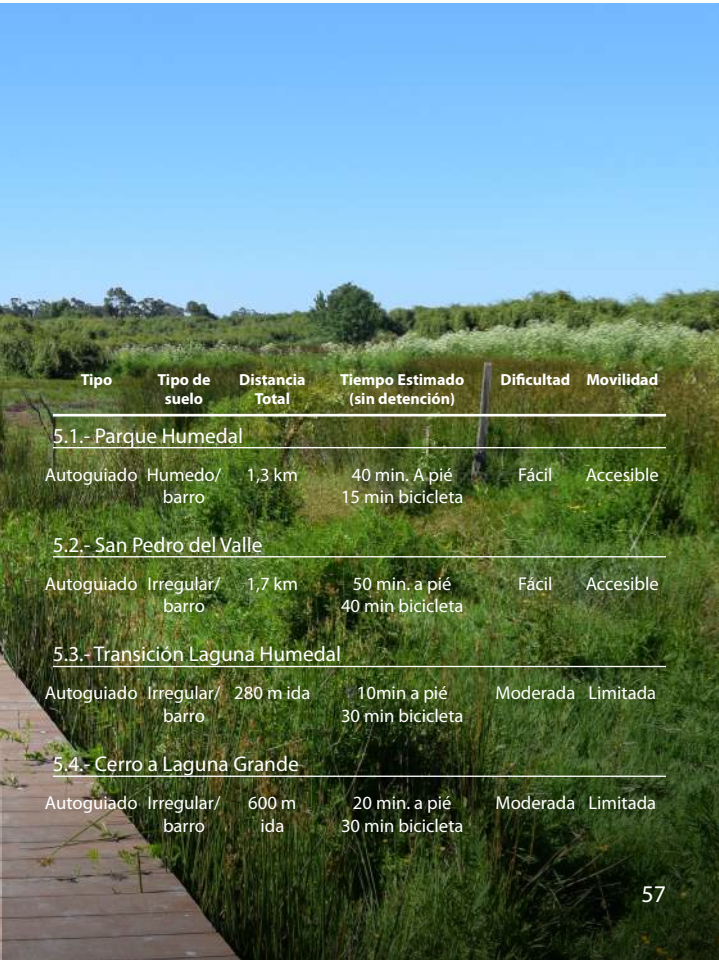 Tipo Tipo de suelo Distancia Total Tiempo Estimado (sin detención) Dificultad Movilidad
5.1.- Parque Humedal
Autoguiado Humedo/ 1,3 km 40 min. A pié Fácil Accesible
barro 15 min bicicleta
5.2.- San Pedro del Valle
Autoguiado Irregular/ 1,7 km 50 min. a pié Fácil Accesible
barro 40 min bicicleta
5.3.- Transición Laguna Humedal
Autoguiado Irregular/ 280 m ida 10min a pié Moderada Limitada
barro 30 min bicicleta
5.4.- Cerro a Laguna Grande
Autoguiado Irregular/ 600 m 20 min. a pié Moderada Limitada
barro ida 30 min bicicleta
57